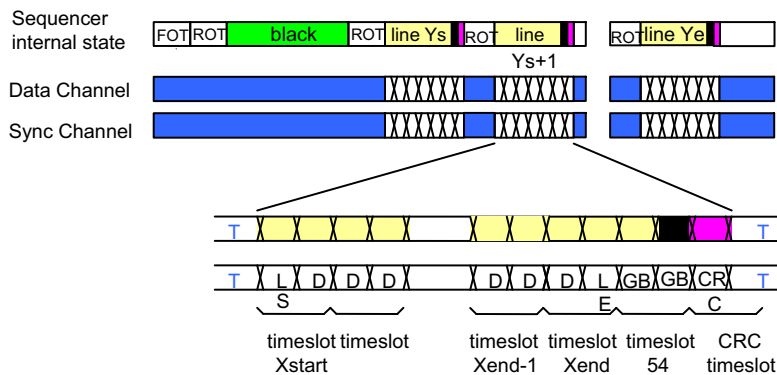 Sequencer
internal state
FOT ROT black ROT line Ys ROT line ROT line Ye
Ys+1
Data Channel
Sync Channel
T T
T L D D D D D D L GB GB CR T
S E C
timeslot timeslot timeslot timeslot timeslot CRC
Xstart Xend-1 Xend 54 timeslot